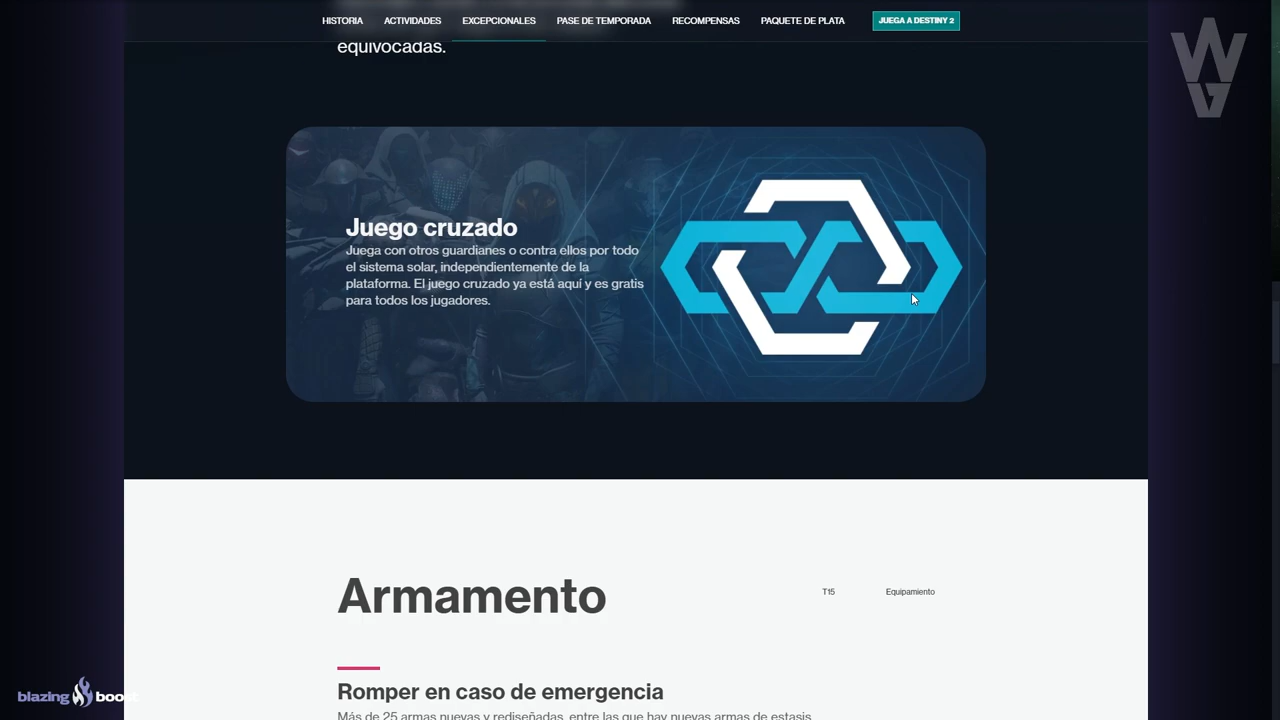 HISTORIA ACTIVIDADES EXCEPCIONALES PASE DE TEMPORADA RECOMPENSAS PAQUETE DE PLATA JUEGA A DESTINY 2
equivocadas.
Juego cruzado
Juega con otros guardianes o contra ellos por todo
el sistema solar, independientemente de la
plataforma. El juego cruzado ya está aquí y es gratis
para todos los jugadores.
Armamento
T15 Equipamiento
Romper en caso de emergencia
Más de 25 armas nuevas y rediseñadas, entre las que hay nuevas armas de estasis
blazing boost